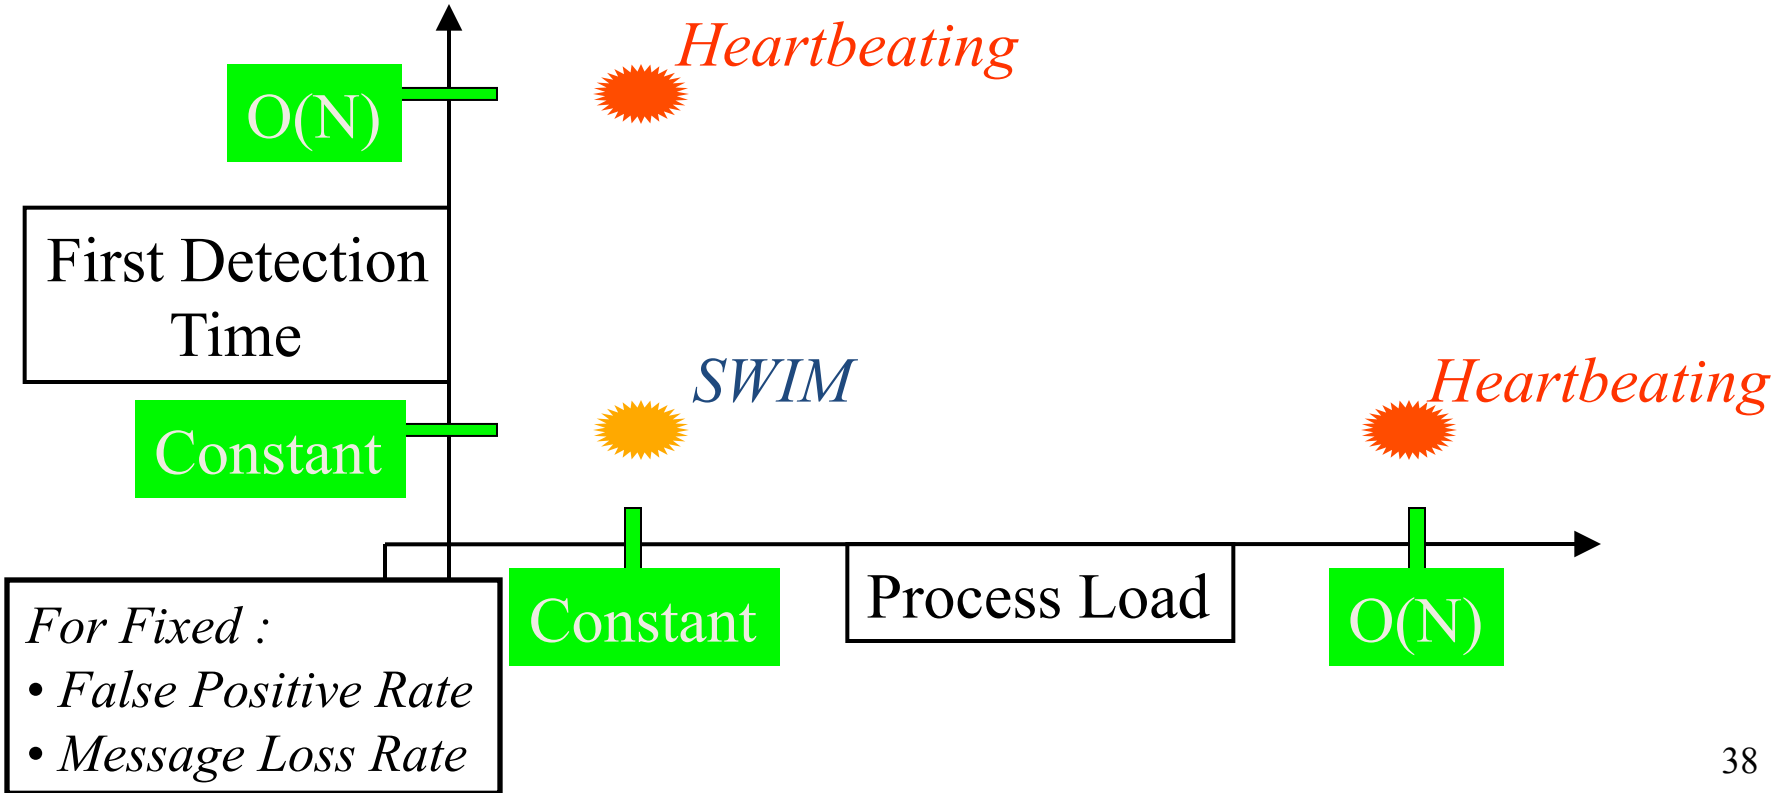 Heartbeating
O(N)
First Detection
Time
SWIM
Heartbeating
Constant
Constant
Process Load
O(N)
For Fixed :
• False Positive Rate
• Message Loss Rate
38